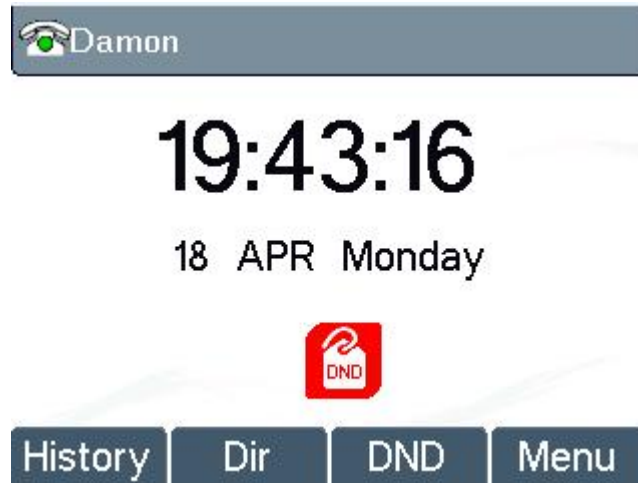 Damon
19:43:16
18 APR Monday
DND
History Dir DND Menu